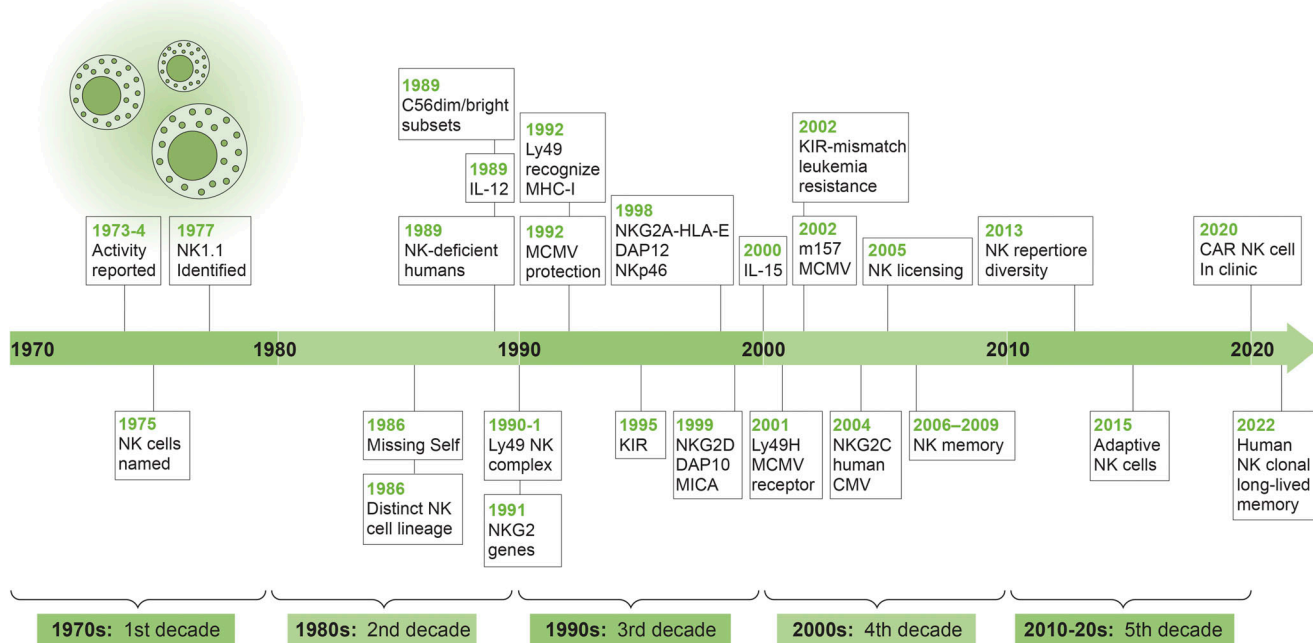 1973-4
Activity
reported
1977
NK1.1
Identified
1989
C56dim/bright
subsets
1989
IL-12
1989
NK-deficient
humans
1992
Ly49
recognize
MHC-I
1992
MCMV
protection
1998
NKG2A-HLA-E
DAP12
NKp46
2000
IL-15
2002
KIR-mismatch
leukemia
resistance
2002
m157
MCMV
2005
NK licensing
2013
NK repertiore
diversity
2020
CAR NK cell
In clinic
1970
1980
1990
2000
2010
2020
1975
NK cells
named
1986
Missing Self
1986
Distinct NK
cell lineage
1990-1
Ly49 NK
complex
1991
NKG2
genes
1995
KIR
1999
NKG2D
DAP10
MICA
2001
Ly49H
MCMV
receptor
2004
NKG2C
human
CMV
2006–2009
NK memory
2015
Adaptive
NK cells
2022
Human
NK clonal
long-lived
memory
1970s: 1st decade
1980s: 2nd decade
1990s: 3rd decade
2000s: 4th decade
2010-20s: 5th decade